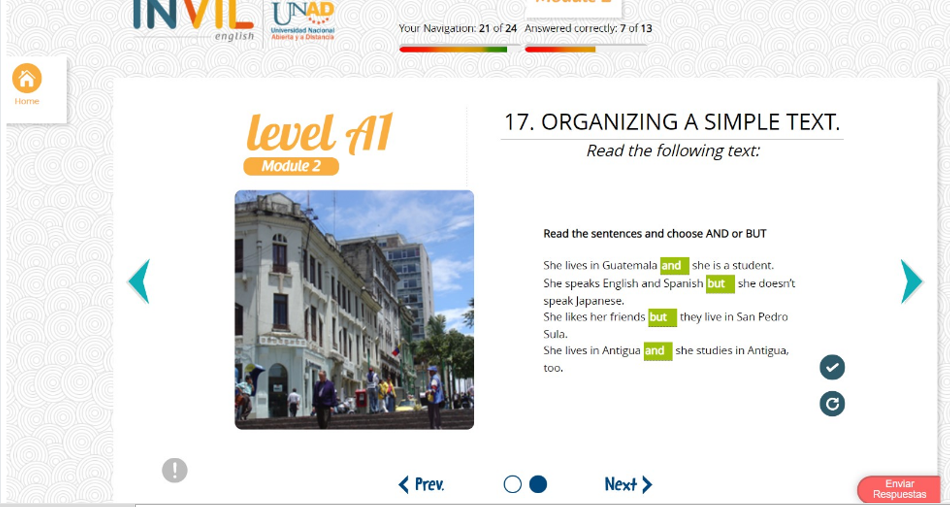 INVIL
english
UNAD
Universidad Nacional
Abierta y a Distancia
Module 2
Your Navigation: 21 of 24 Answered correctly: 7 of 13
Home
level A1
Module 2
17. ORGANIZING A SIMPLE TEXT.
Read the following text:
Read the sentences and choose AND or BUT
She lives in Guatemala and she is a student.
She speaks English and Spanish but she doesn't
speak Japanese.
She likes her friends but they live in San Pedro
Sula.
She lives in Antigua and she studies in Antigua,
too.
Prev.
Next
Enviar
Respuestas